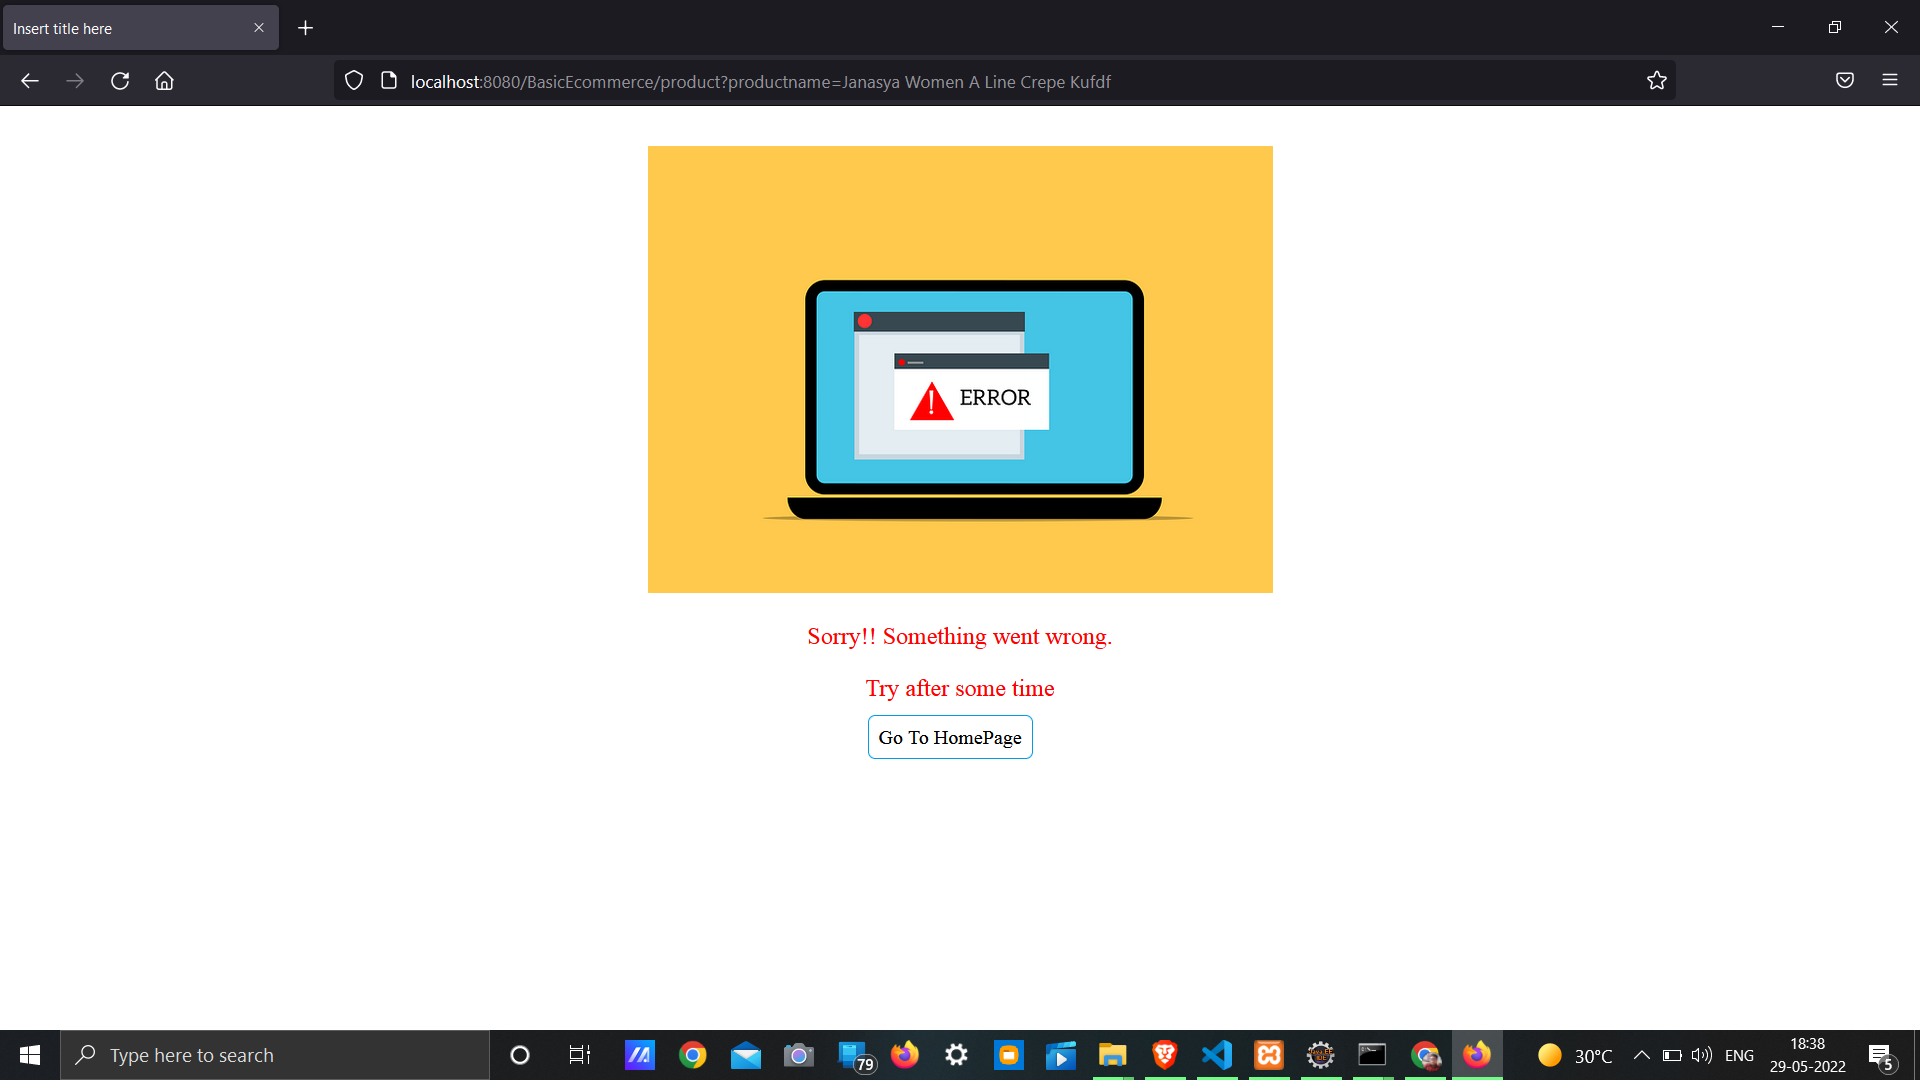 Insert title here
localhost:8080/BasicEcommerce/product?productname=Janasya Women A Line Crepe Kufdf
ERROR
Sorry!! Something went wrong.
Try after some time
Go To HomePage
Type here to search
79
30°C
ENG
18:38
29-05-2022
5